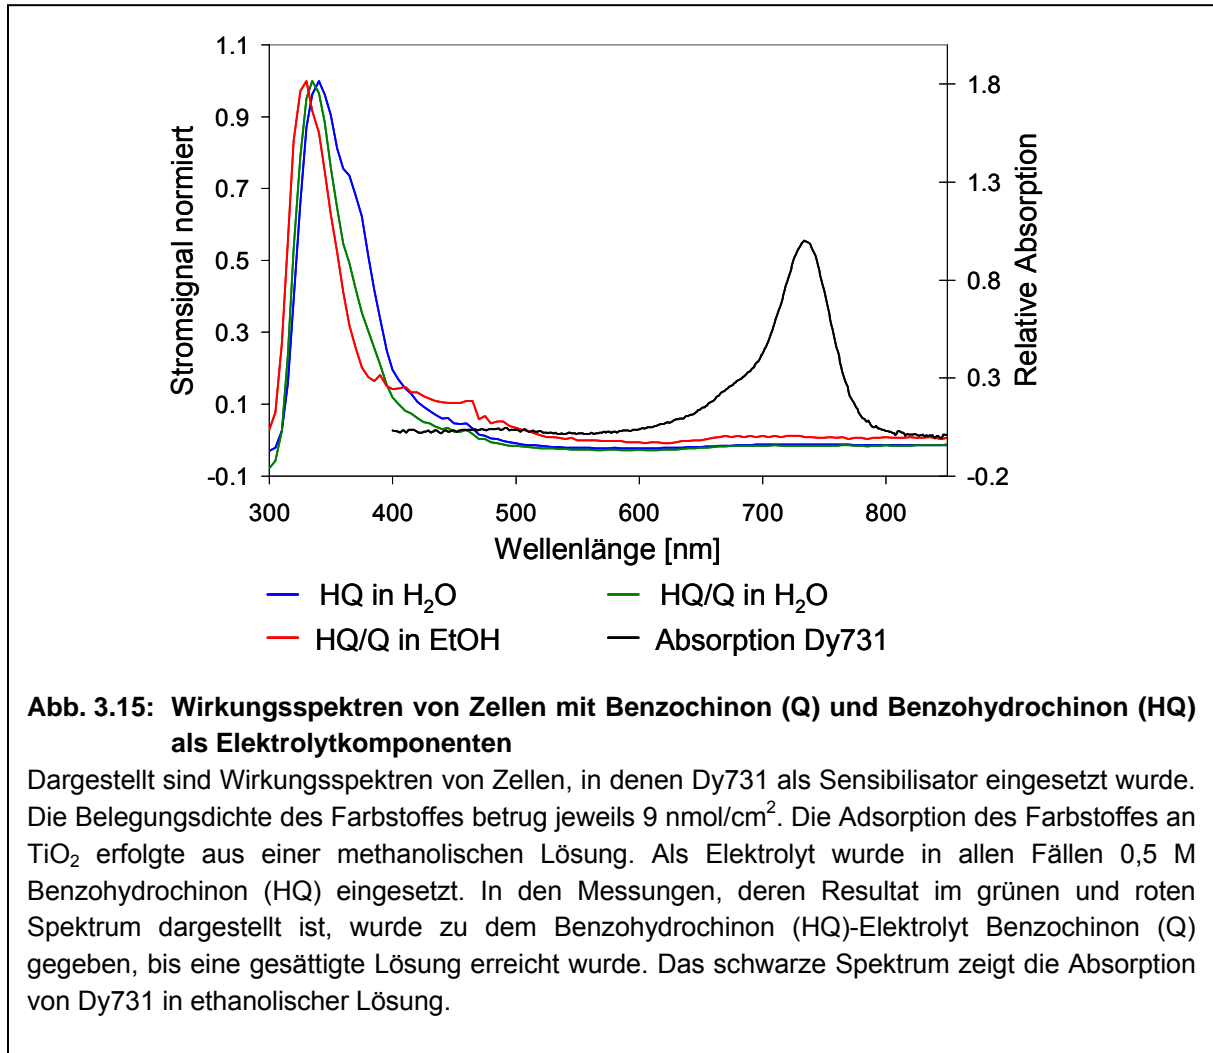 1.1
0.9
0.7
0.5
0.3
0.1
-0.1
Stromsignal normiert
1.8
1.3
0.8
0.3
-0.2
Relative Absorption
300 400 500 600 700 800
Wellenlänge [nm]
HQ in H₂O HQ/Q in H₂O
HQ/Q in EtOH Absorption Dy731
Abb. 3.15: Wirkungsspektren von Zellen mit Benzochinon (Q) und Benzohydrochinon (HQ)
als Elektrolytkomponenten
Dargestellt sind Wirkungsspektren von Zellen, in denen Dy731 als Sensibilisator eingesetzt wurde.
Die Belegungsdichte des Farbstoffes betrug jeweils 9 nmol/cm². Die Adsorption des Farbstoffes an
TiO₂ erfolgte aus einer methanolischen Lösung. Als Elektrolyt wurde in allen Fällen 0,5 M
Benzohydrochinon (HQ) eingesetzt. In den Messungen, deren Resultat im grünen und roten
Spektrum dargestellt ist, wurde zu dem Benzohydrochinon (HQ)-Elektrolyt Benzochinon (Q)
gegeben, bis eine gesättigte Lösung erreicht wurde. Das schwarze Spektrum zeigt die Absorption
von Dy731 in ethanolischer Lösung.